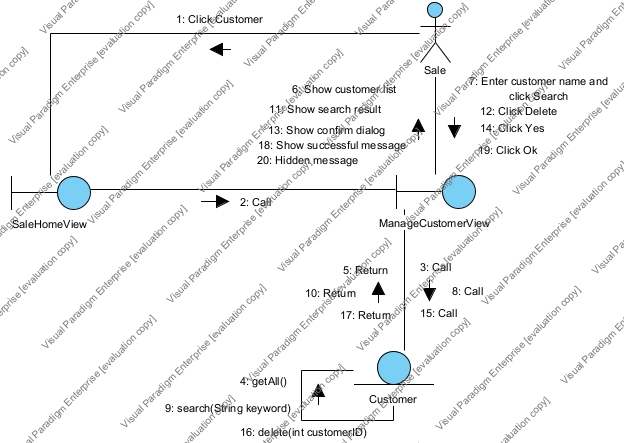 1: Click Customer
Sale
6: Show customer list
11: Show search result
13: Show confirm dialog
18: Show successful message
20: Hidden message
7: Enter customer name and
click Search
12: Click Delete
14: Click Yes
19: Click Ok
SaleHomeView
2: Call
ManageCustomerView
5: Return
10: Return
17: Return
3: Call
8: Call
15: Call
Customer
4: getAll()
9: search(String keyword)
16: delete(int customerID)
Visual Paradigm Enterprise [evaluation copy]